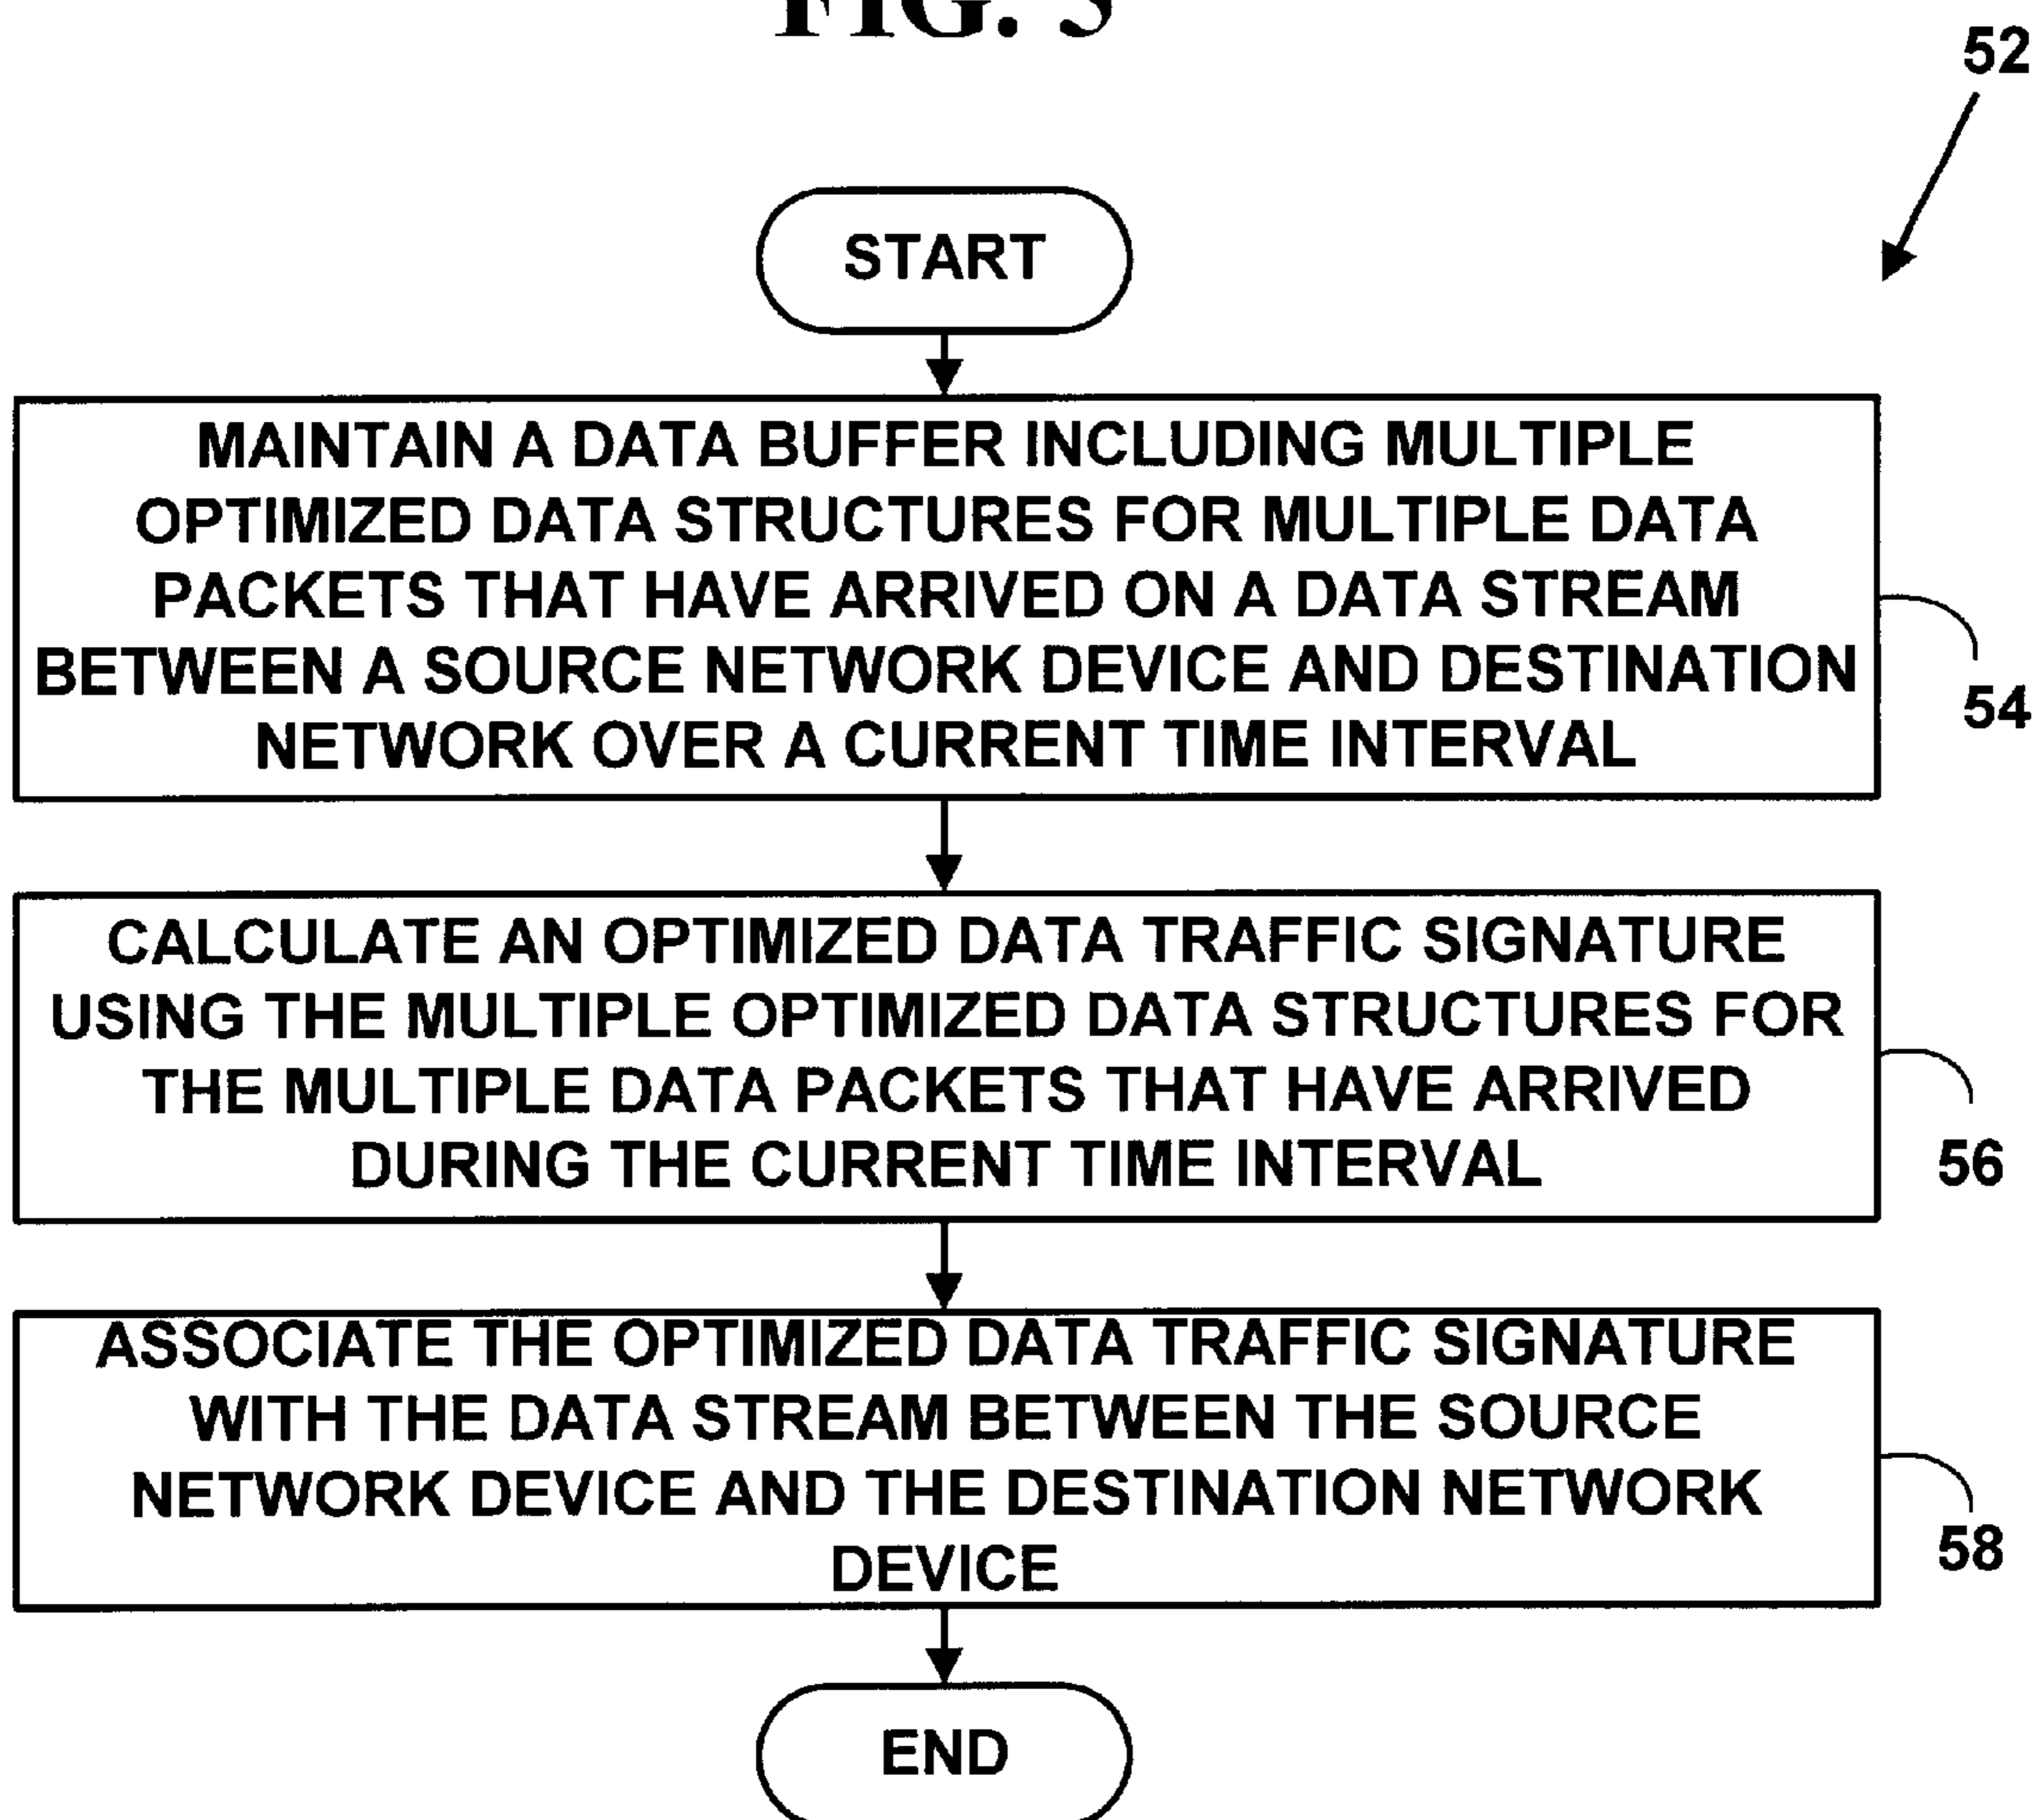 FIG.
52
START
MAINTAIN A DATA BUFFER INCLUDING MULTIPLE
OPTIMIZED DATA STRUCTURES FOR MULTIPLE DATA
PACKETS THAT HAVE ARRIVED ON A DATA STREAM
BETWEEN A SOURCE NETWORK DEVICE AND DESTINATION
NETWORK OVER A CURRENT TIME INTERVAL
54
CALCULATE AN OPTIMIZED DATA TRAFFIC SIGNATURE
USING THE MULTIPLE OPTIMIZED DATA STRUCTURES FOR
THE MULTIPLE DATA PACKETS THAT HAVE ARRIVED
DURING THE CURRENT TIME INTERVAL
56
ASSOCIATE THE OPTIMIZED DATA TRAFFIC SIGNATURE
WITH THE DATA STREAM BETWEEN THE SOURCE
NETWORK DEVICE AND THE DESTINATION NETWORK
DEVICE
58
END